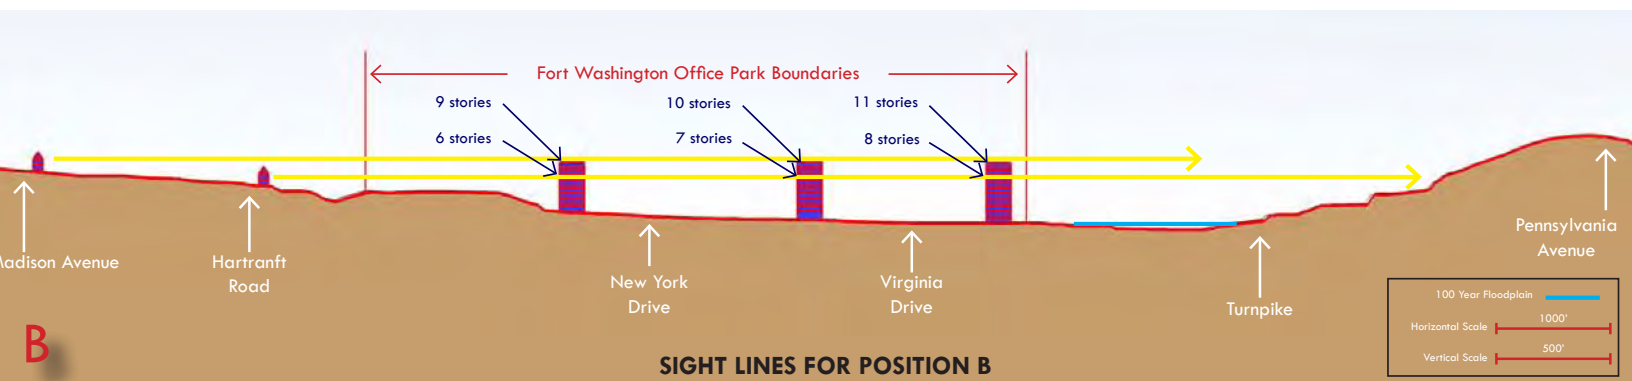 Fort Washington Office Park Boundaries
9 stories
10 stories
11 stories
6 stories
7 stories
8 stories
Madison Avenue
Hartranft
Road
New York
Drive
Virginia
Drive
Turnpike
Pennsylvania
Avenue
100 Year Floodplain
Horizontal Scale
1000'
Vertical Scale
500'
B
SIGHT LINES FOR POSITION B